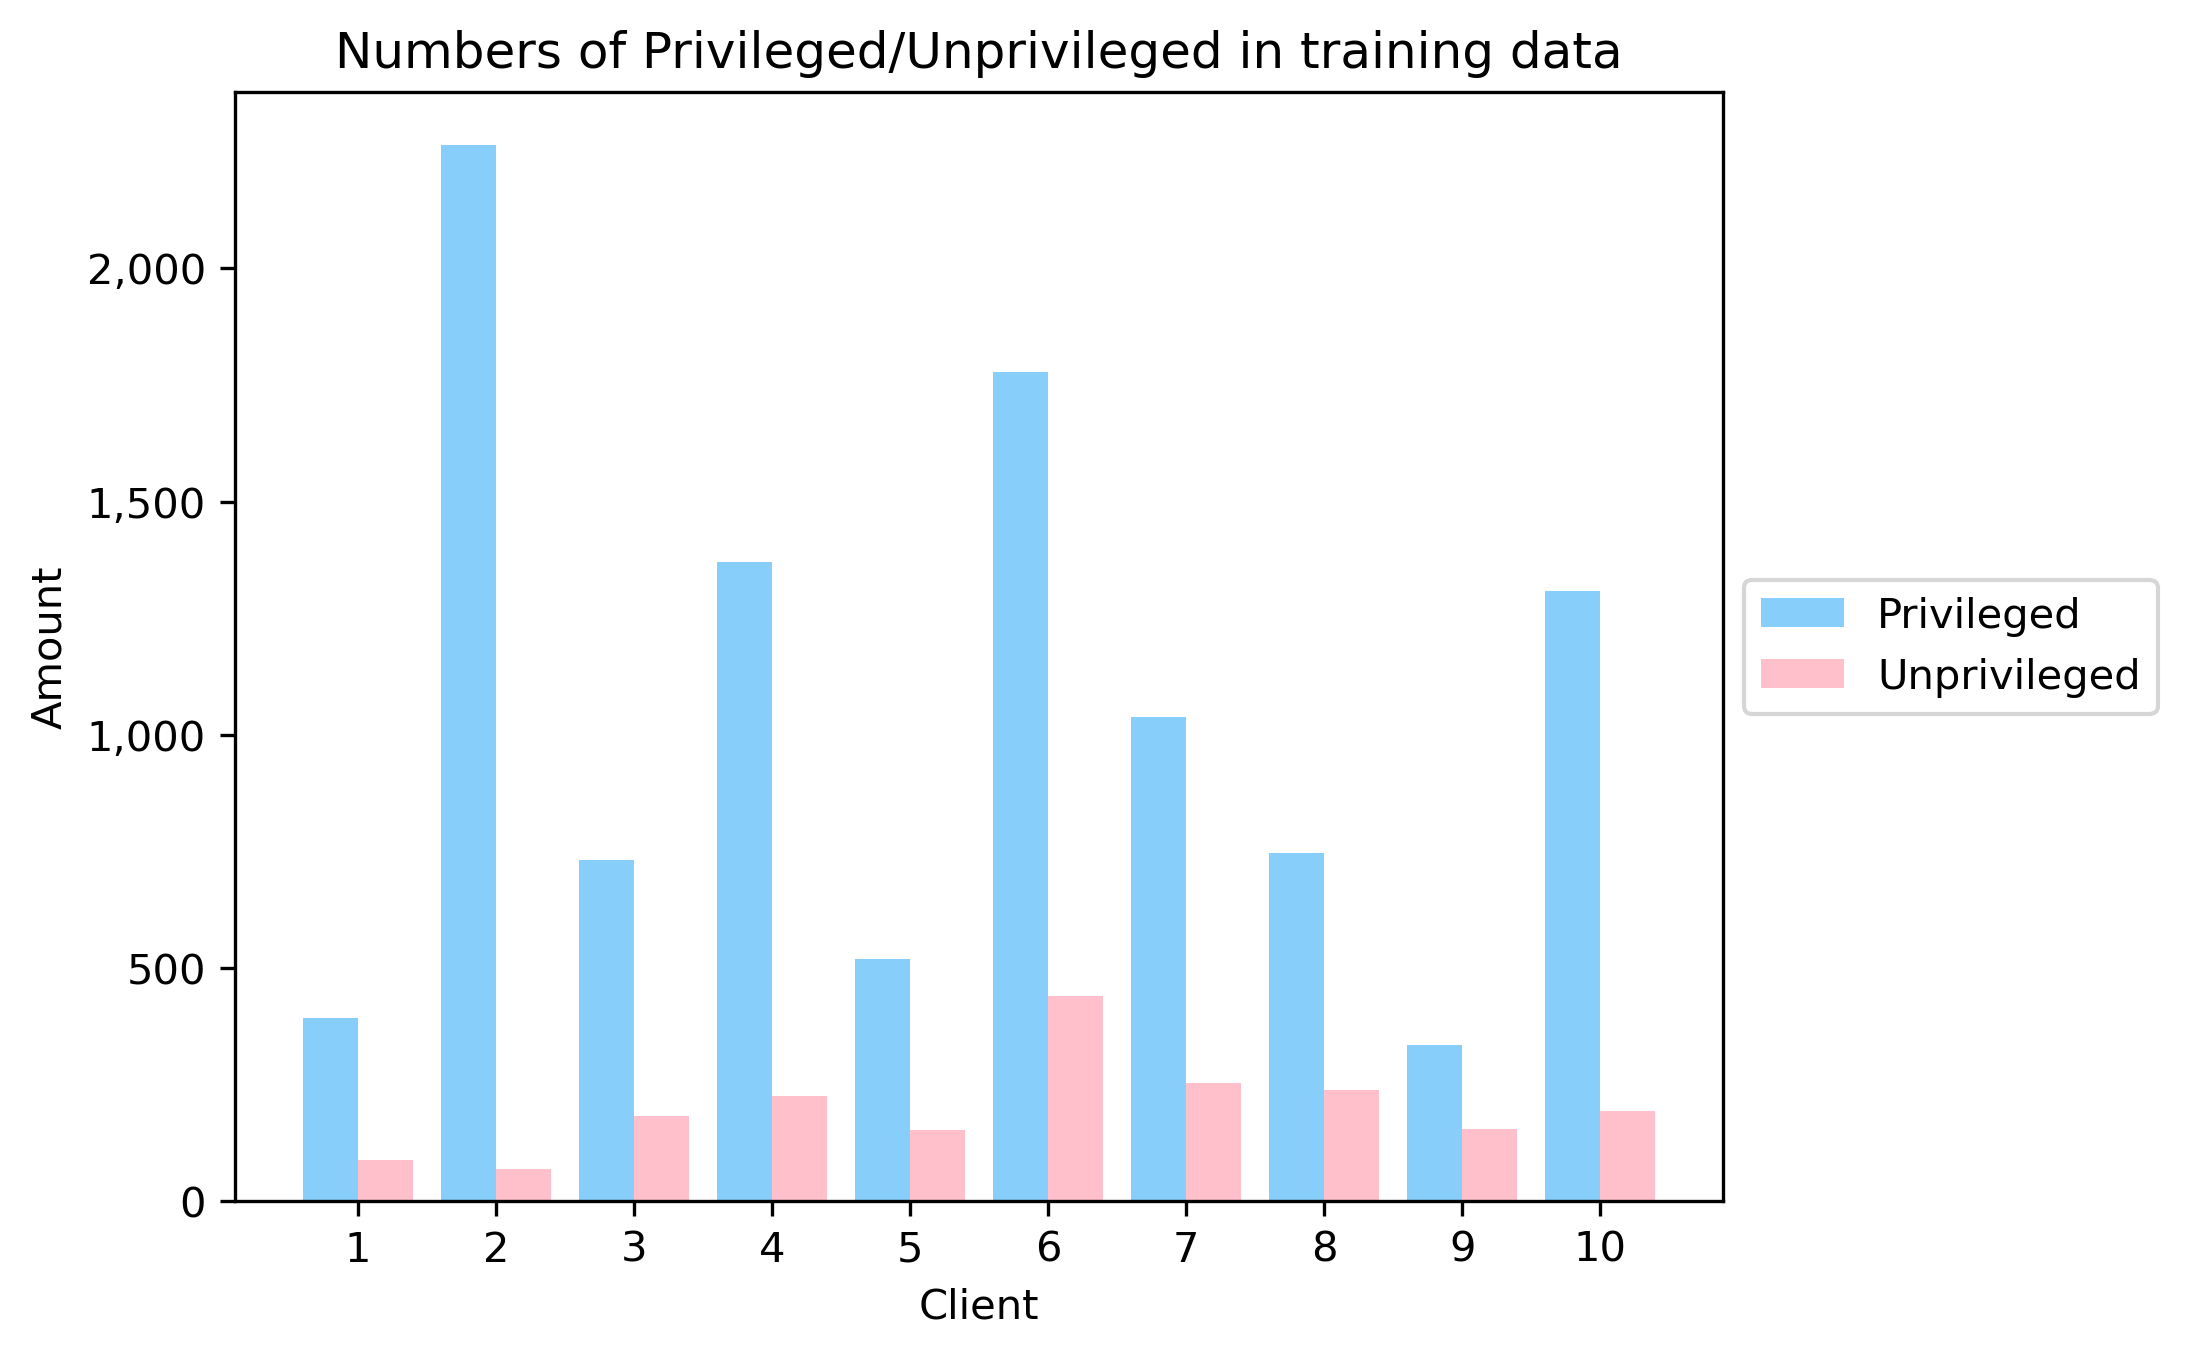 Numbers of Privileged/Unprivileged in training data
Amount
2,000
1,500
1,000
500
0
1 2 3 4 5 6 7 8 9 10
Client
Privileged
Unprivileged